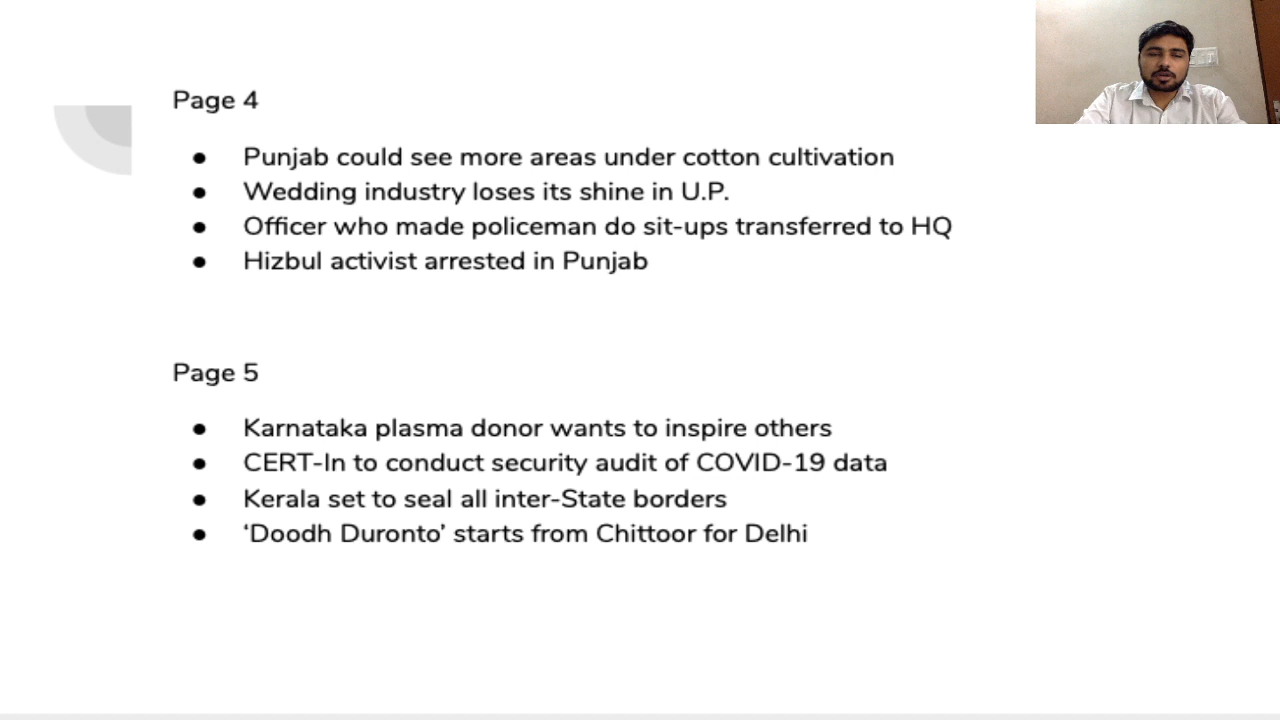 Page 4
● Punjab could see more areas under cotton cultivation
● Wedding industry loses its shine in U.P.
● Officer who made policeman do sit-ups transferred to HQ
● Hizbul activist arrested in Punjab
Page 5
● Karnataka plasma donor wants to inspire others
● CERT-In to conduct security audit of COVID-19 data
● Kerala set to seal all inter-State borders
● ‘Doodh Duronto’ starts from Chittoor for Delhi